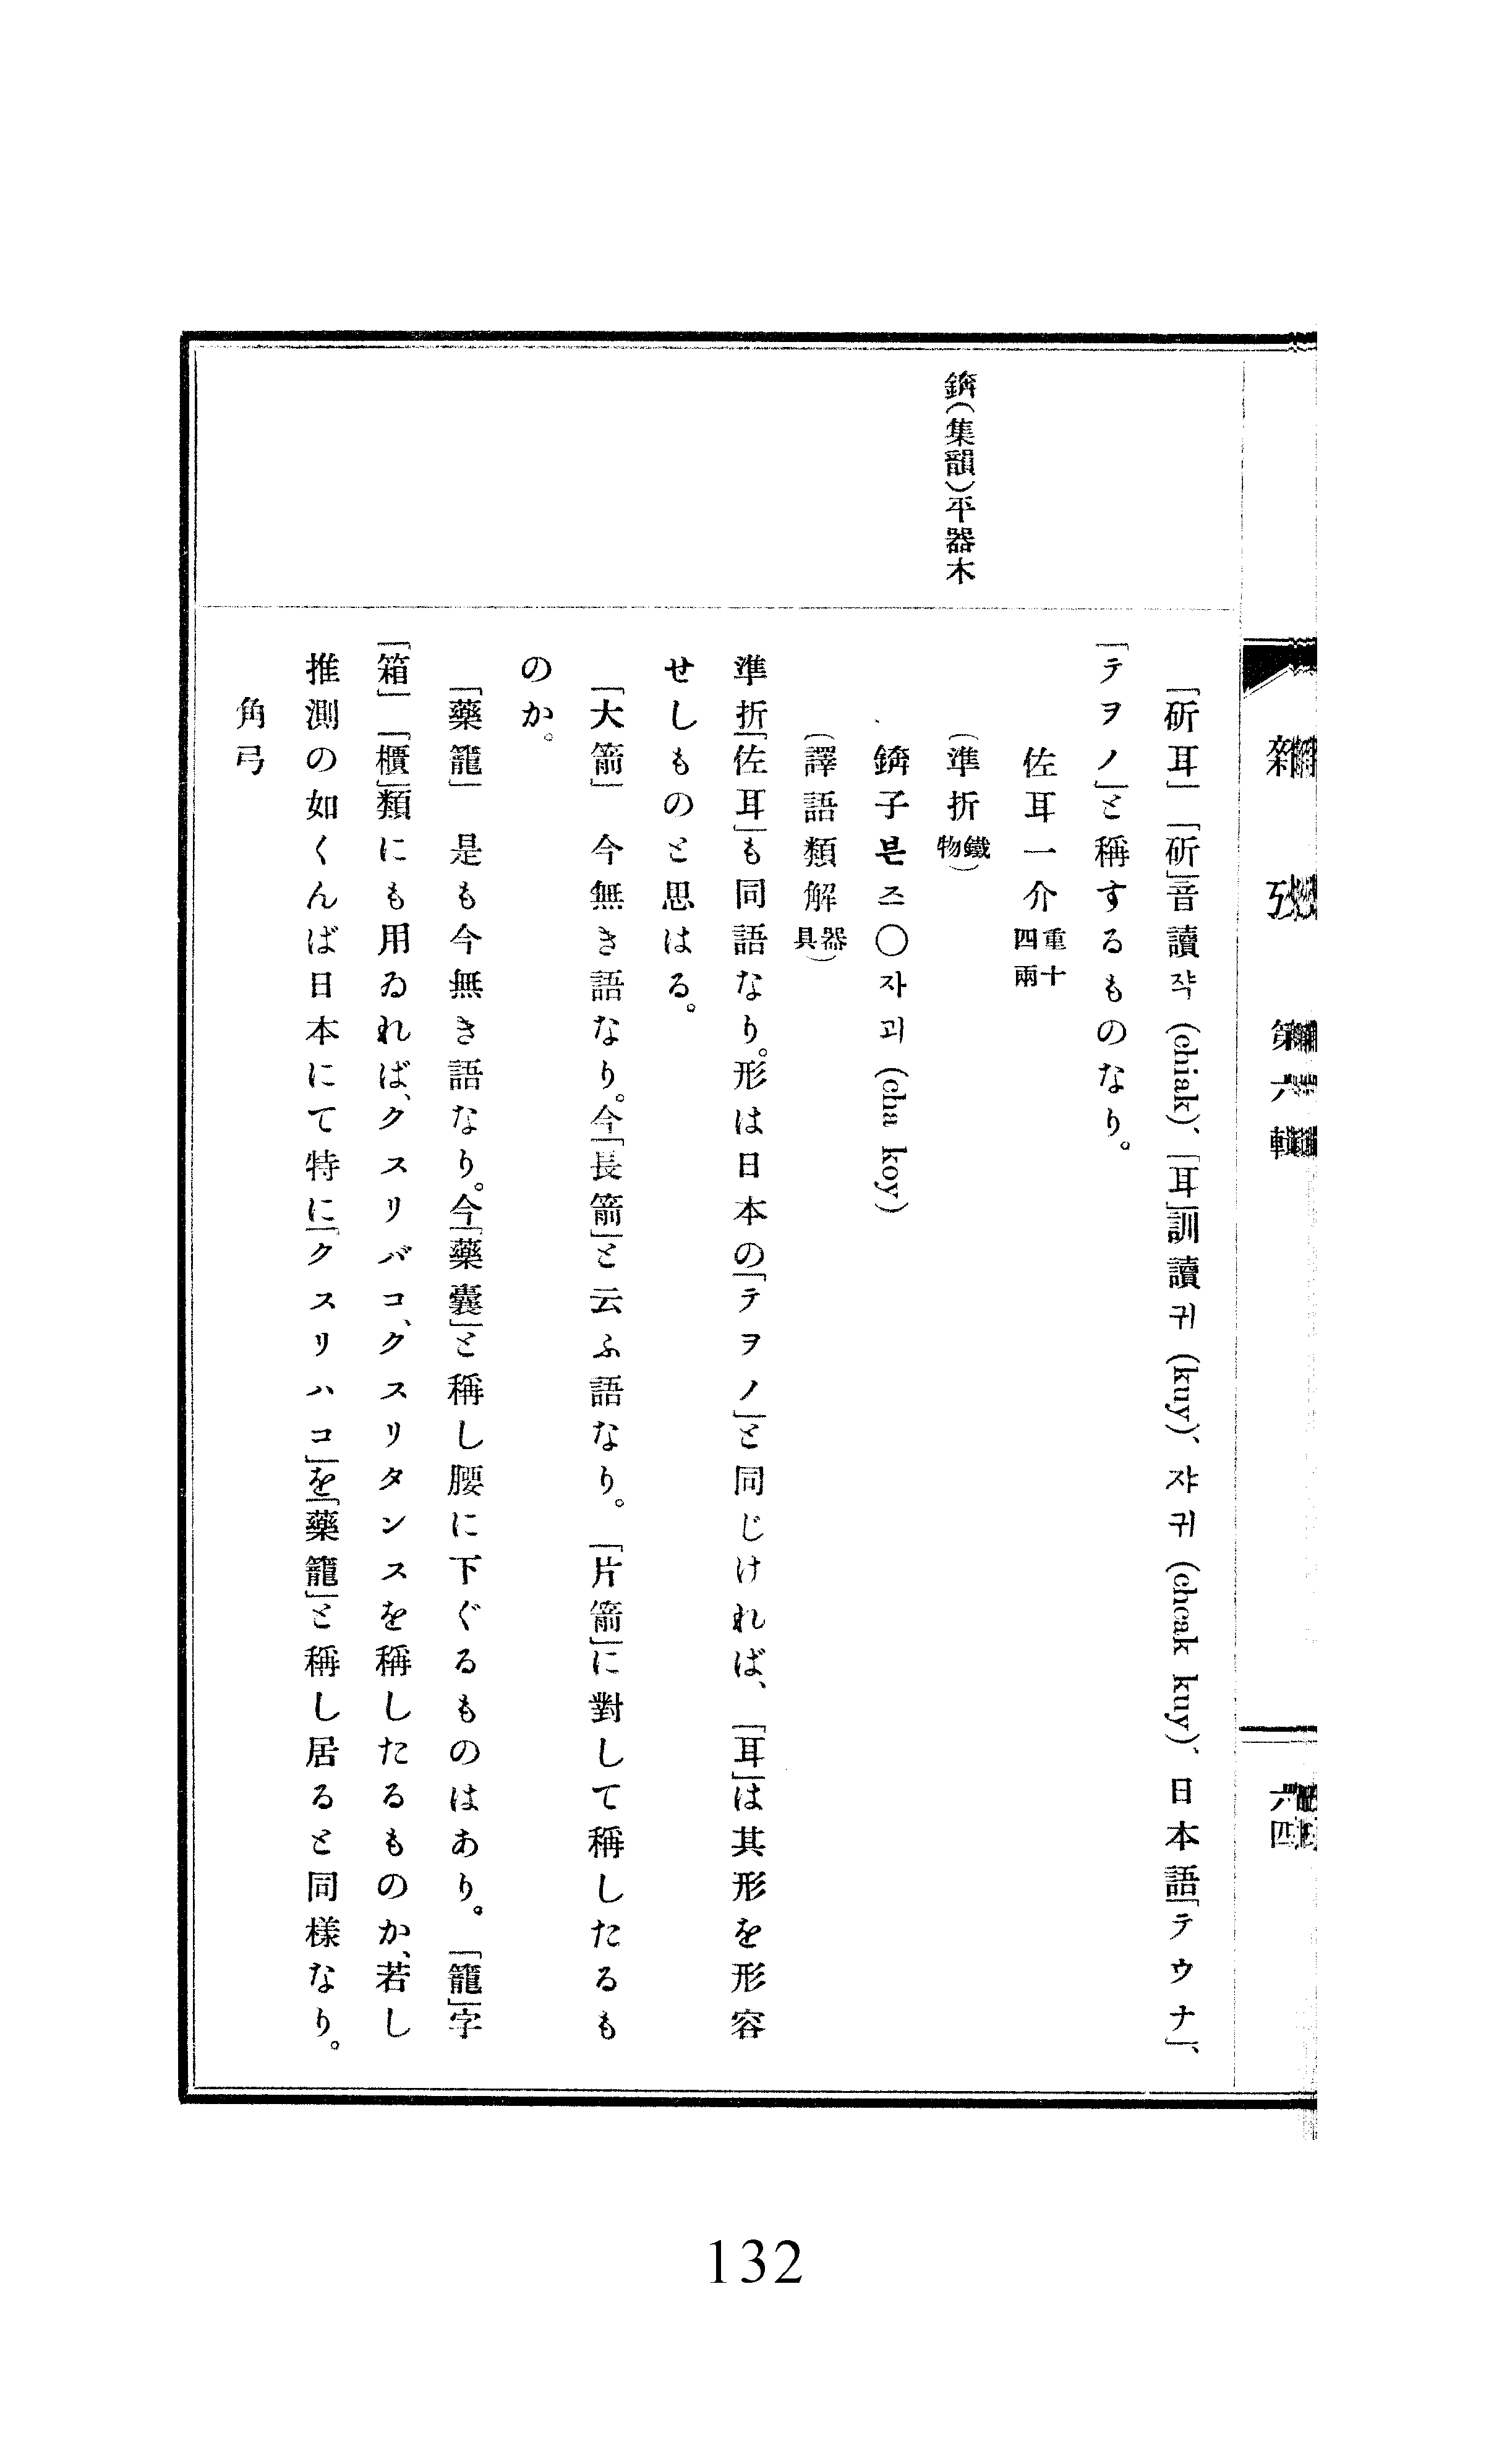 雜攷 第六輯 六四
錛(集韻)平器木
「斫耳」「斫」音讀쟉(chiak)、「耳」訓讀귀(kuy)、쟈귀(chcak kuy)、日本語「テウナ」、
「テヲノ」と稱するものなり。
佐耳一介 重十四兩
(準折 鐵物)
錛子븐즈○자괴(cha koy)
(譯語類解 器具)
準折「佐耳」も同語なり。形は日本の「テヲノ」と同じければ、「耳」は其形を形容
せしものと思はる。
「大箭」 今無き語なり。今「長箭」と云ふ語なり。「片箭」に對して稱したるも
のか。
「藥籠」 是も今無き語なり。今「藥囊」と稱し腰に下ぐるものはあり。「籠」字
「箱」「櫃」類にも用ゐれば、クスリバコ、クスリタンスを稱したるものか、若し
推測の如くんば日本にて特に「クスリハコ」を「藥籠」と稱し居ると同樣なり。
角弓
132